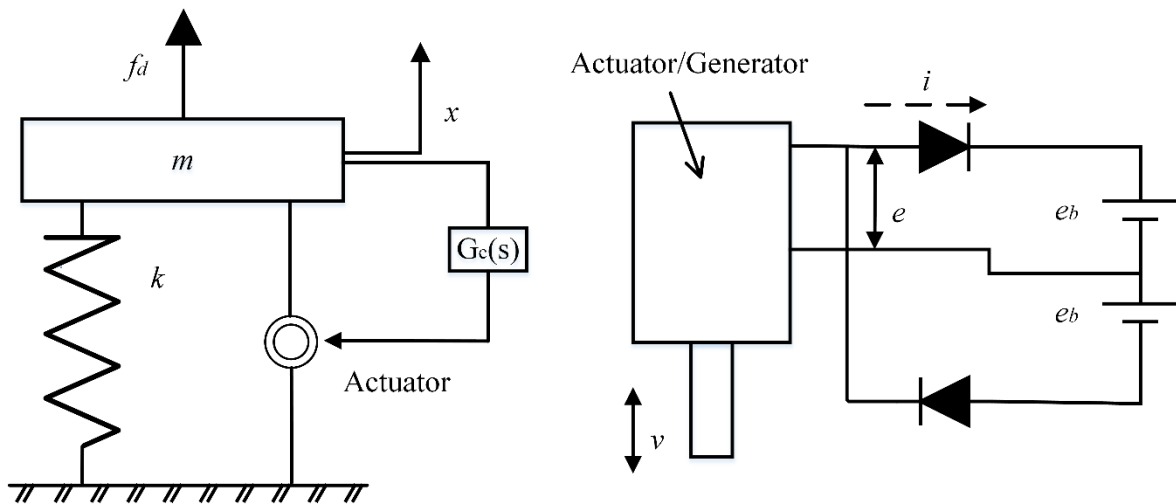 fd
x
m
Gc(s)
k
Actuator
Actuator/Generator
i
e
eb
eb
v